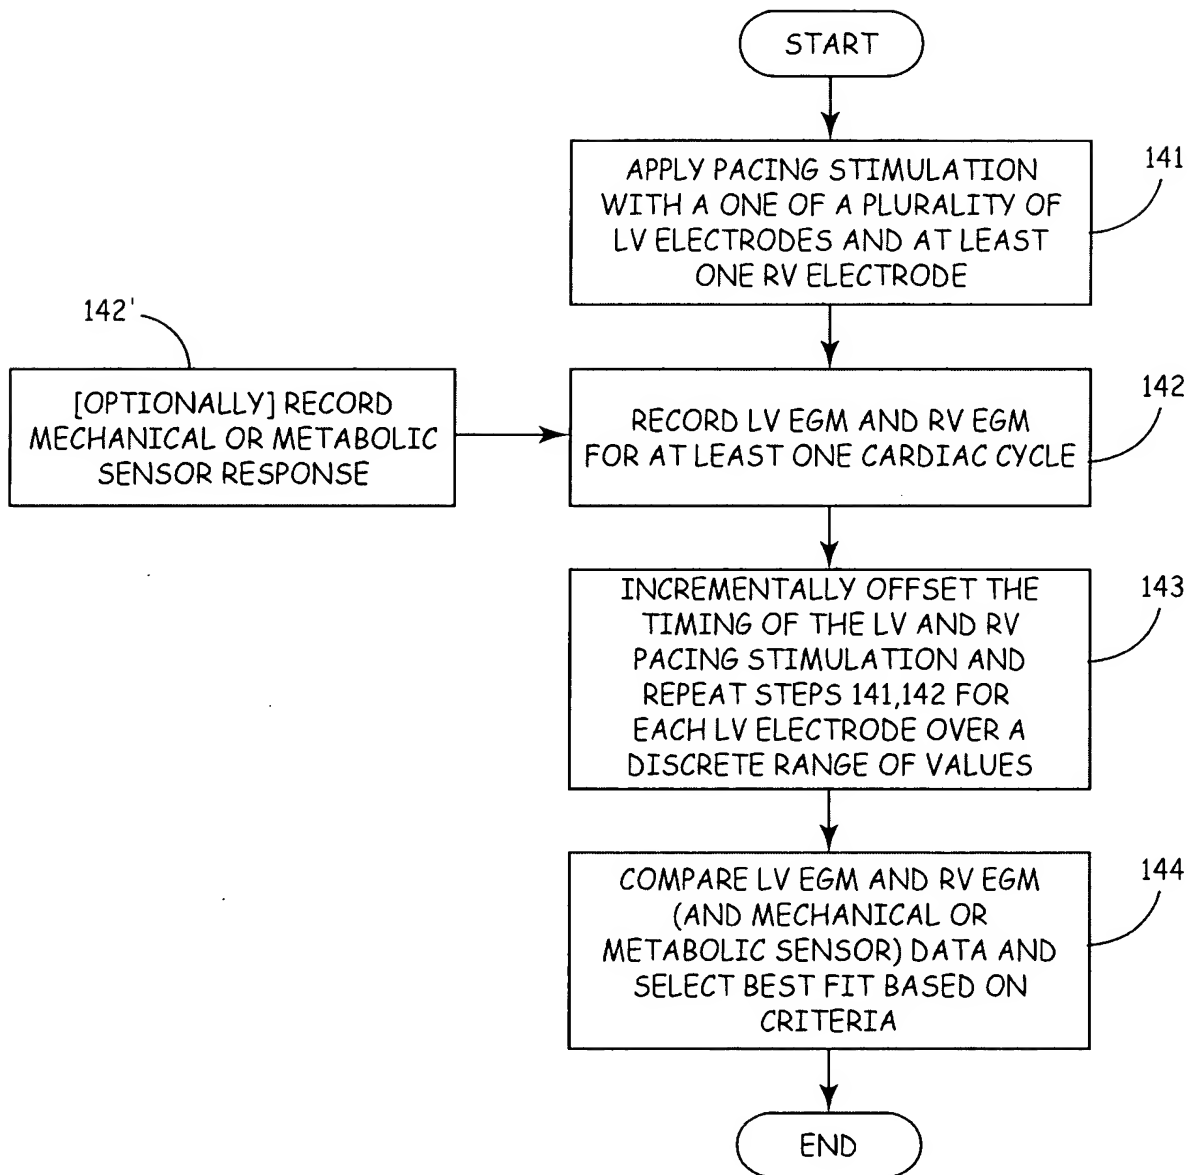 START
APPLY PACING STIMULATION
WITH A ONE OF A PLURALITY OF
LV ELECTRODES AND AT LEAST
ONE RV ELECTRODE
141
142'
[OPTIONALLY] RECORD
MECHANICAL OR METABOLIC
SENSOR RESPONSE
RECORD LV EGM AND RV EGM
FOR AT LEAST ONE CARDIAC CYCLE
142
INCREMENTALLY OFFSET THE
TIMING OF THE LV AND RV
PACING STIMULATION AND
REPEAT STEPS 141,142 FOR
EACH LV ELECTRODE OVER A
DISCRETE RANGE OF VALUES
143
COMPARE LV EGM AND RV EGM
(AND MECHANICAL OR
METABOLIC SENSOR) DATA AND
SELECT BEST FIT BASED ON
CRITERIA
144
END